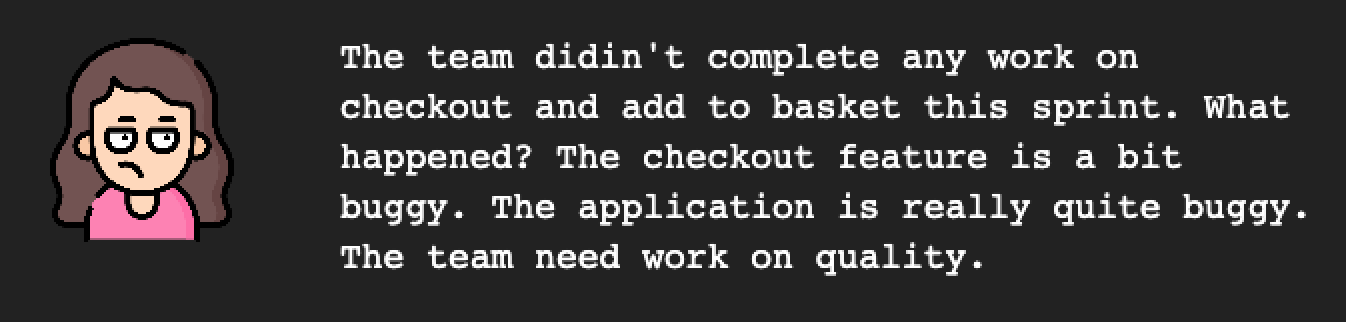 The team didin't complete any work on
checkout and add to basket this sprint. What
happened? The checkout feature is a bit
buggy. The application is really quite buggy.
The team need work on quality.